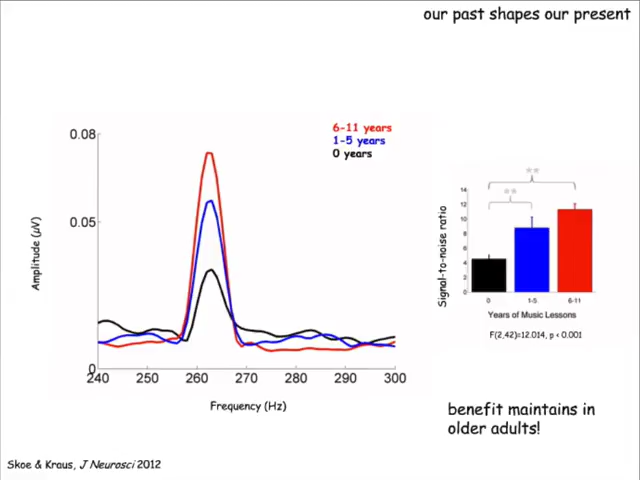 our past shapes our present
6-11 years
1-5 years
0 years
0.08
0.05
0
Amplitude (µV)
240 250 260 270 280 290 300
Frequency (Hz)
**
**
14
12
10
8
6
4
2
0
Signal-to-noise ratio
0 1-5 6-11
Years of Music Lessons
F(2,42)=12.014, p < 0.001
benefit maintains in
older adults!
Skoe & Kraus, J Neurosci 2012